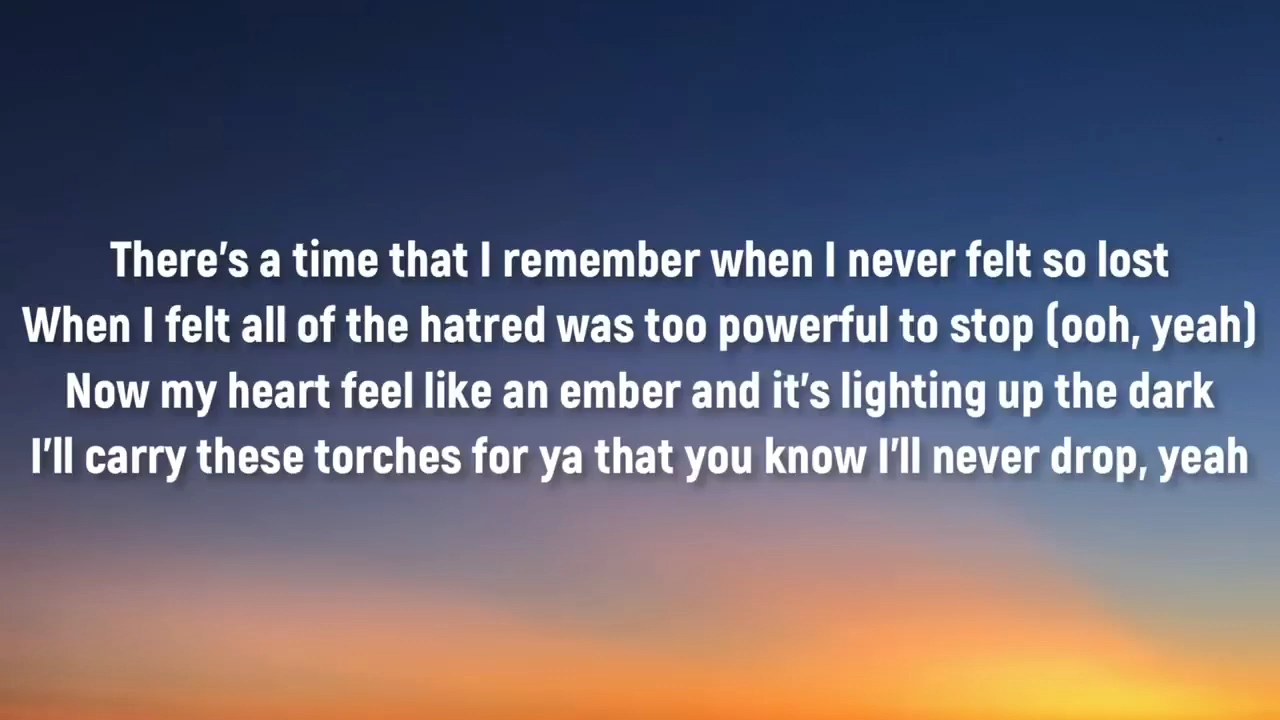 There's a time that I remember when I never felt so lost
When I felt all of the hatred was too powerful to stop (ooh, yeah)
Now my heart feel like an ember and it's lighting up the dark
I'll carry these torches for ya that you know I'll never drop, yeah